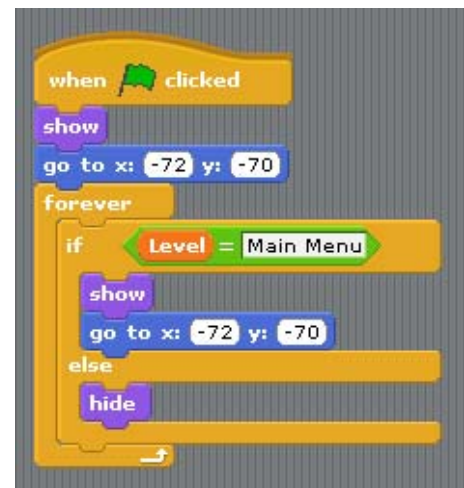 when clicked
show
go to x: -72 y: -70
forever
if Level = Main Menu
show
go to x: -72 y: -70
else
hide